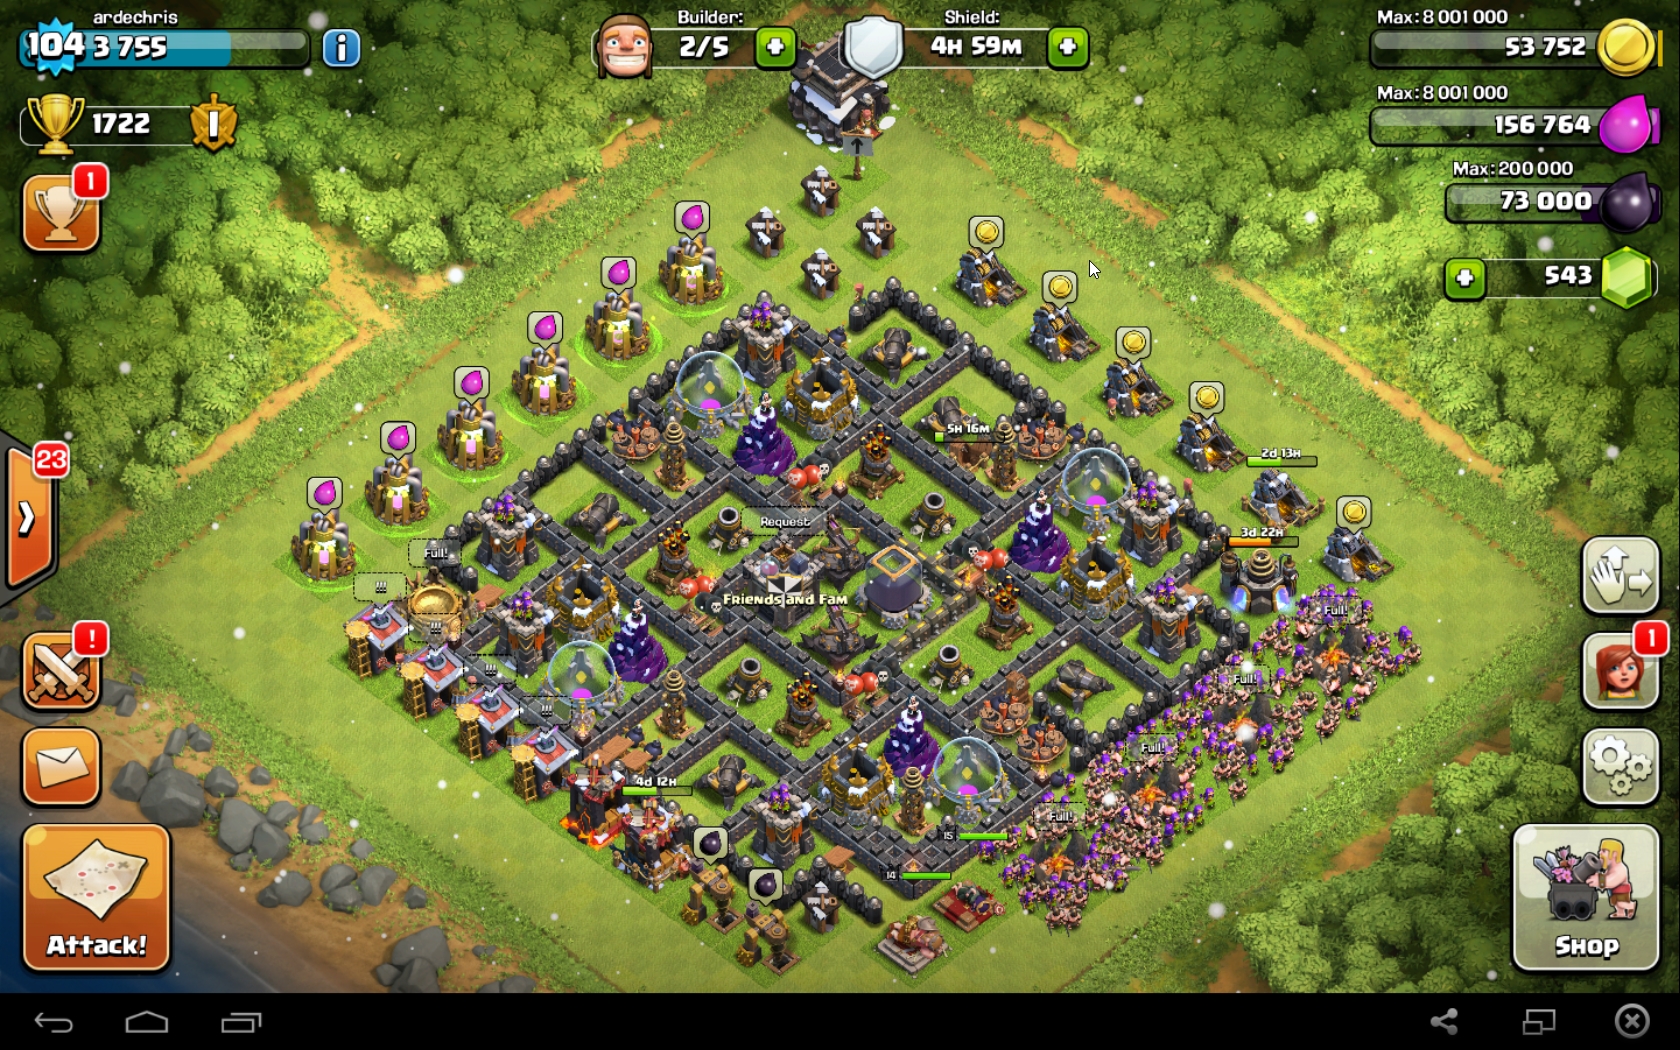 ardechris
104 3 755
Builder:
2/5
Shield:
4H 59M
Max: 8 001 000
53 752
Max: 8 001 000
156 764
Max: 200 000
73 000
543
1722
1
23
!
5H 16M
2d 13H
3d 22H
Request
Full!
Friends and Fam
Full!
Full!
Full!
Full!
4d 12H
15
14
1
Attack!
Shop